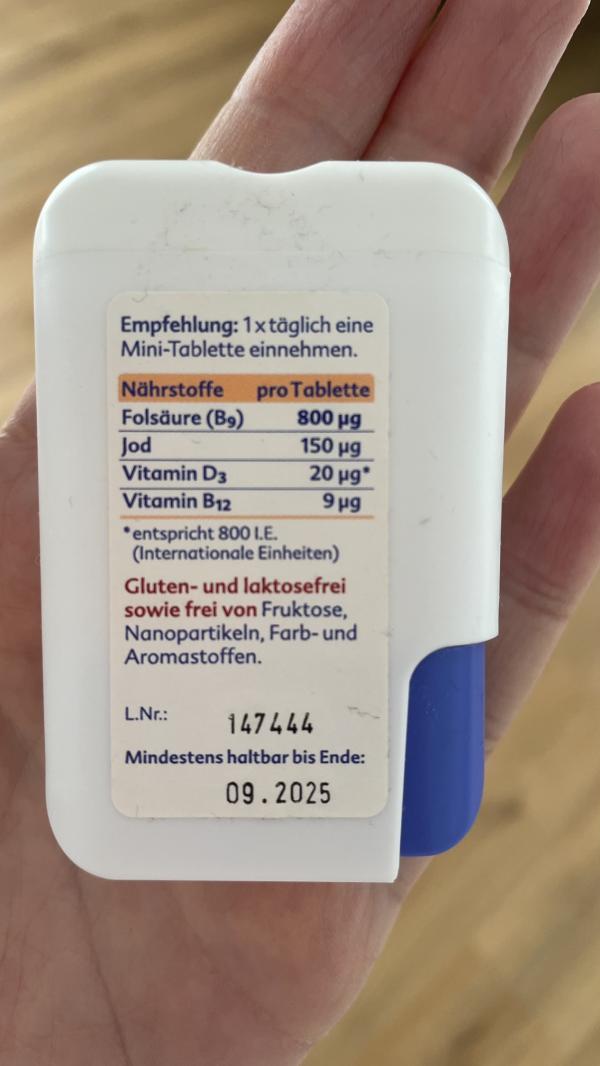 Empfehlung: 1 x täglich eine
Mini-Tablette einnehmen.
Nährstoffe pro Tablette
Folsäure (B9) 800 µg
Jod 150 µg
Vitamin D3 20 µg*
Vitamin B12 9 µg
*entspricht 800 I.E.
(Internationale Einheiten)
Gluten- und laktosefrei
sowie frei von Fruktose,
Nanopartikeln, Farb- und
Aromastoffen.
L.Nr.: 147444
Mindestens haltbar bis Ende:
09.2025